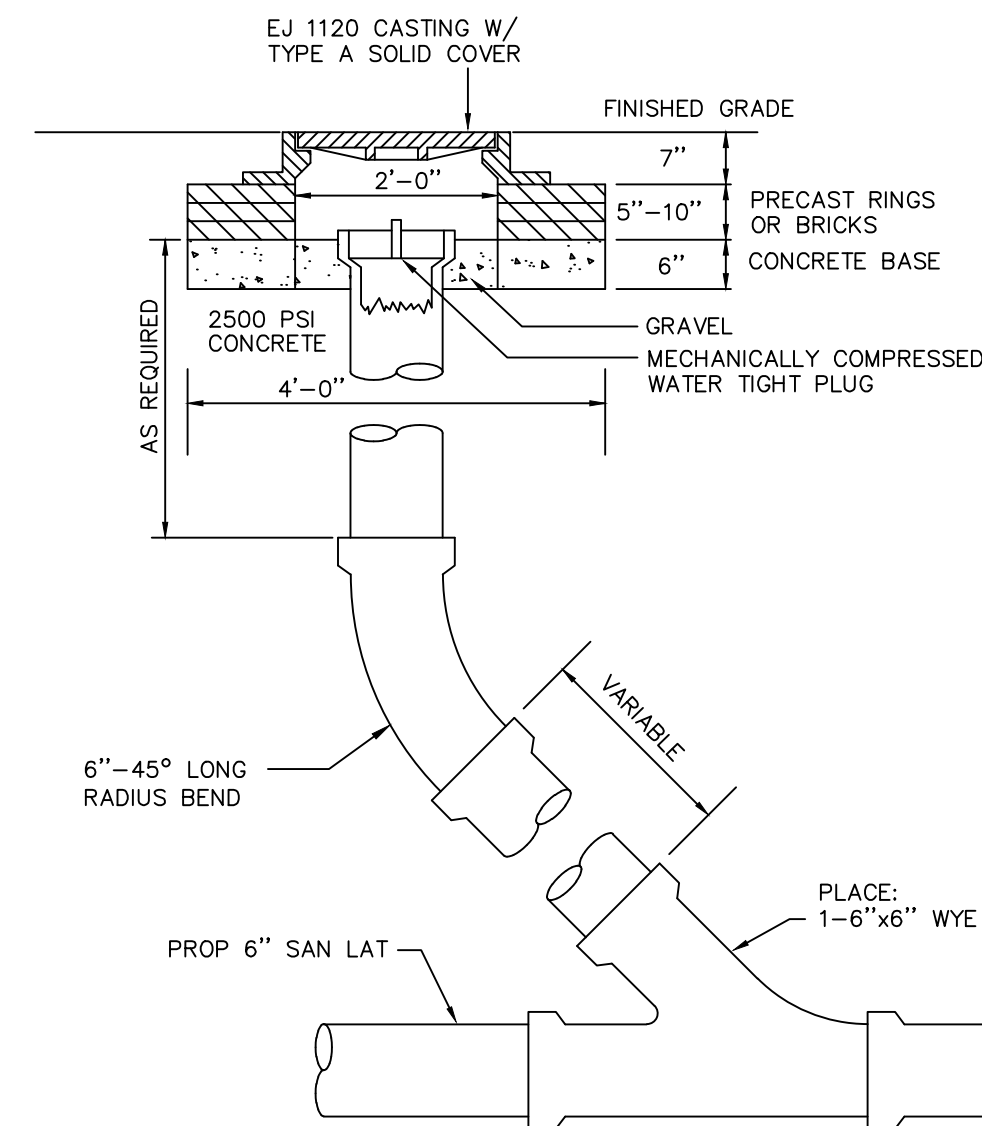 EJ 1120 CASTING W/
TYPE A SOLID COVER
FINISHED GRADE
7"
2'-0"
5"-10"
PRECAST RINGS
OR BRICKS
6"
CONCRETE BASE
2500 PSI
CONCRETE
GRAVEL
MECHANICALLY COMPRESSED
WATER TIGHT PLUG
4'-0"
AS REQUIRED
VARIABLE
6"-45° LONG
RADIUS BEND
PLACE:
1-6"x6" WYE
PROP 6" SAN LAT